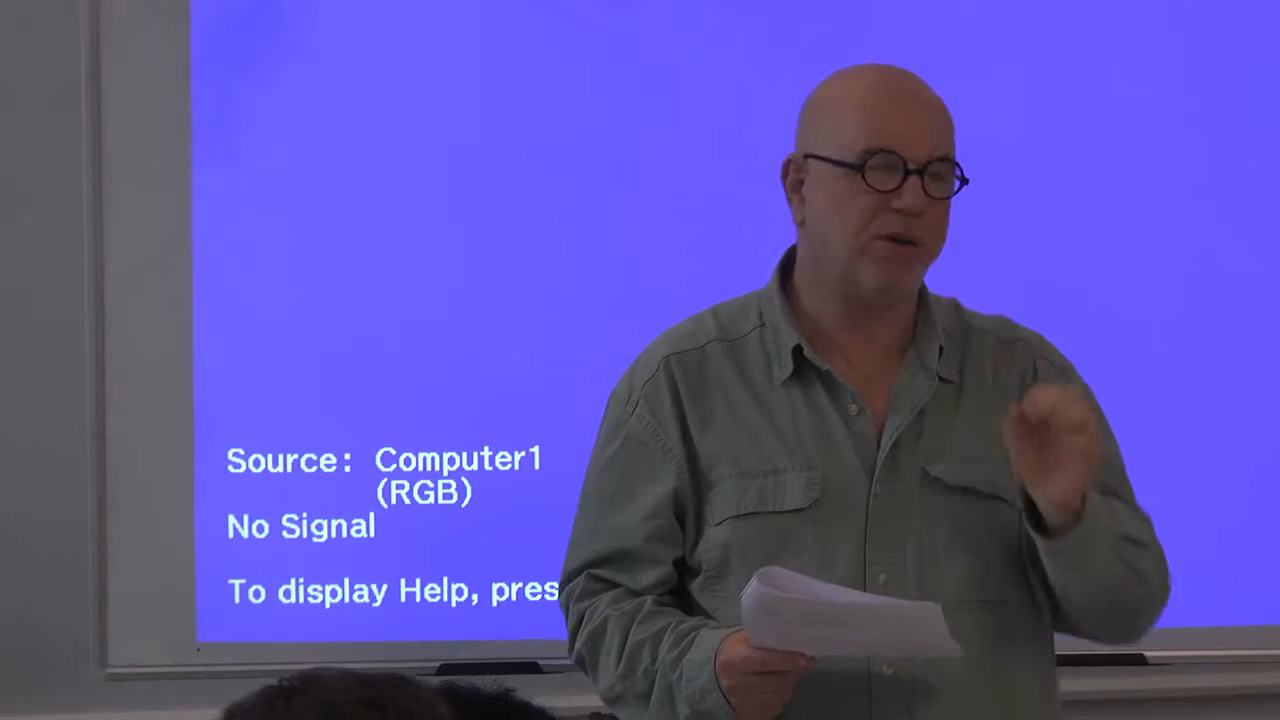 Source: Computer1
(RGB)
No Signal
To display Help, pres